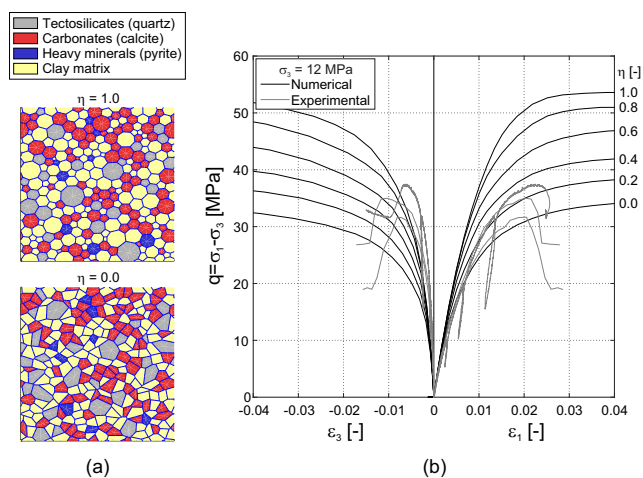 Tectosilicates (quartz)
Carbonates (calcite)
Heavy minerals (pyrite)
Clay matrix
η = 1.0
η = 0.0
(a)
q=σ₁-σ₃ [MPa]
60
50
40
30
20
10
0
σ₃ = 12 MPa
Numerical
Experimental
η [-]
1.0
0.8
0.6
0.4
0.2
0.0
-0.04 -0.03 -0.02 -0.01 0 0.01 0.02 0.03 0.04
ε₃ [-] ε₁ [-]
(b)